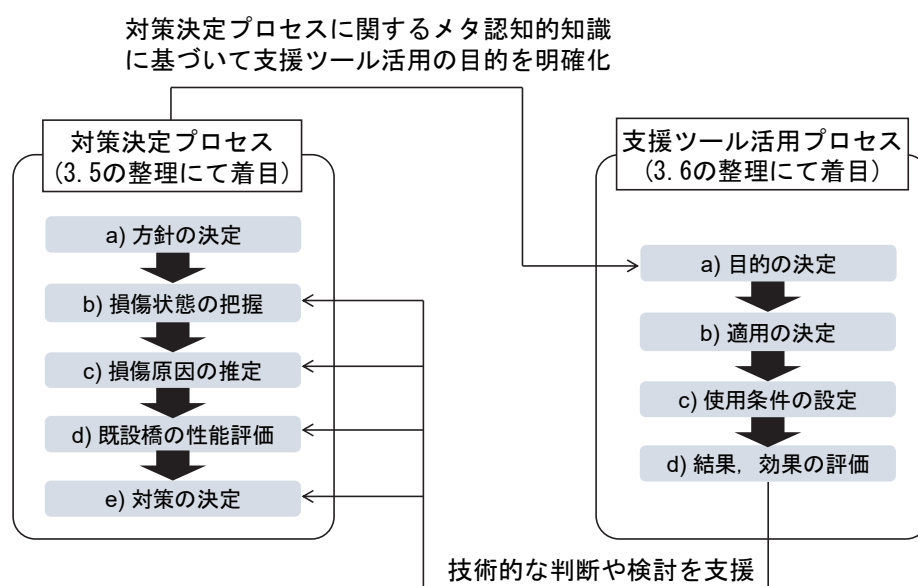 対策決定プロセスに関するメタ認知的知識
に基づいて支援ツール活用の目的を明確化
対策決定プロセス
(3.5の整理にて着目)
a) 方針の決定
b) 損傷状態の把握
c) 損傷原因の推定
d) 既設橋の性能評価
e) 対策の決定
支援ツール活用プロセス
(3.6の整理にて着目)
a) 目的の決定
b) 適用の決定
c) 使用条件の設定
d) 結果，効果の評価
技術的な判断や検討を支援